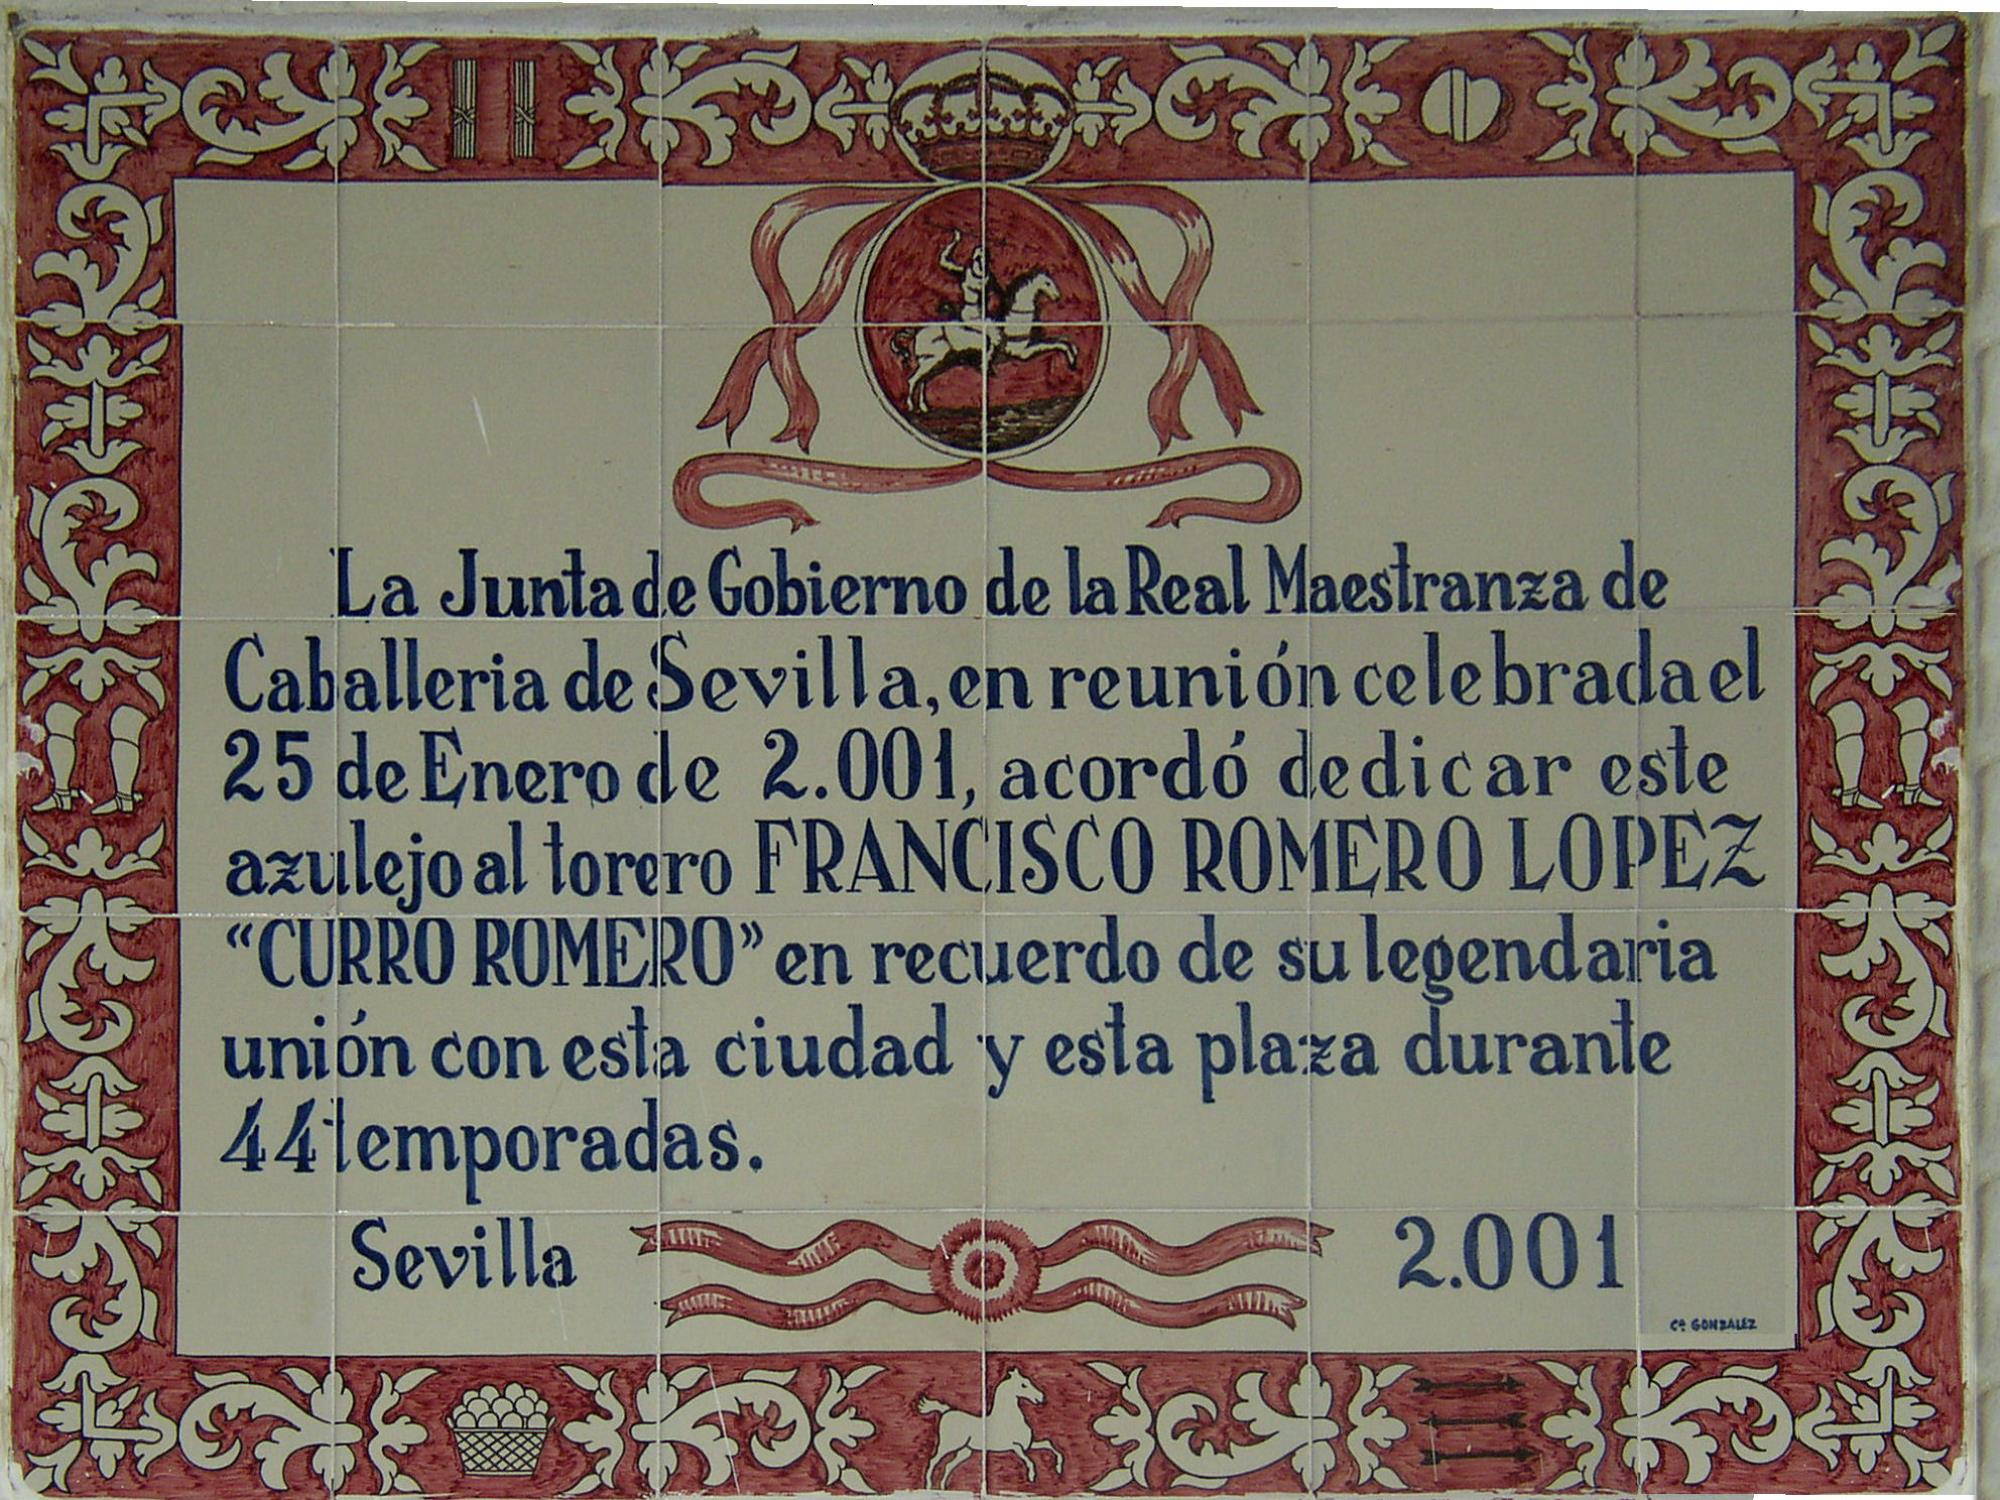 La Junta de Gobierno de la Real Maestranza de
Caballeria de Sevilla, en reunión celebrada el
25 de Enero de 2.001, acordó dedicar este
azulejo al torero FRANCISCO ROMERO LOPEZ
“CURRO ROMERO” en recuerdo de su legendaria
unión con esta ciudad y esta plaza durante
44 temporadas.
Sevilla 2.001
Cª GONZALEZ